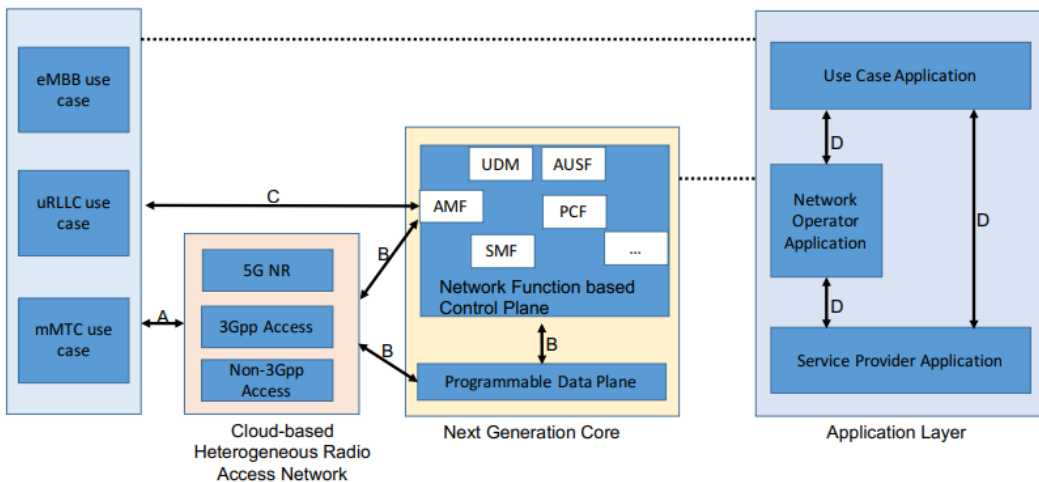 eMBB use
case
uRLLC use
case
mMTC use
case
A
C
B
B
5G NR
3Gpp Access
Non-3Gpp
Access
Cloud-based
Heterogeneous Radio
Access Network
UDM
AUSF
AMF
PCF
SMF
...
Network Function based
Control Plane
B
Programmable Data Plane
Next Generation Core
Use Case Application
D
Network
Operator
Application
D
D
Service Provider Application
Application Layer